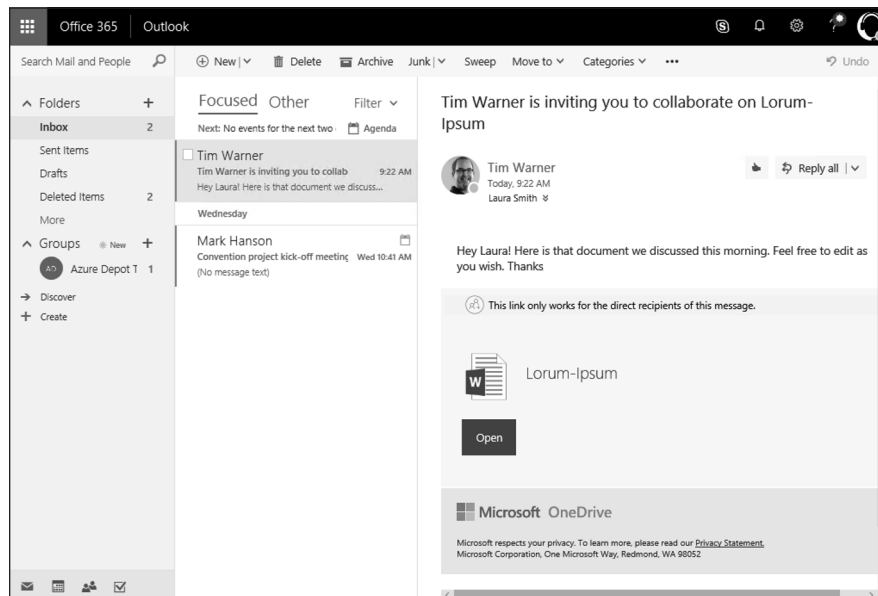 Office 365 Outlook
Search Mail and People
New
Delete
Archive
Junk
Sweep
Move to
Categories
Undo
Folders
Inbox 2
Sent Items
Drafts
Deleted Items 2
More
Groups New
AD Azure Depot T 1
Discover
Create
Focused Other Filter
Next: No events for the next two Agenda
Tim Warner
Tim Warner is inviting you to collab 9:22 AM
Hey Laura! Here is that document we discuss...
Wednesday
Mark Hanson
Convention project kick-off meeting Wed 10:41 AM
(No message text)
Tim Warner is inviting you to collaborate on Lorum-
Ipsum
Tim Warner
Today, 9:22 AM
Laura Smith
Reply all
Hey Laura! Here is that document we discussed this morning. Feel free to edit as
you wish. Thanks
This link only works for the direct recipients of this message.
W
Lorum-Ipsum
Open
Microsoft OneDrive
Microsoft respects your privacy. To learn more, please read our Privacy Statement.
Microsoft Corporation, One Microsoft Way, Redmond, WA 98052